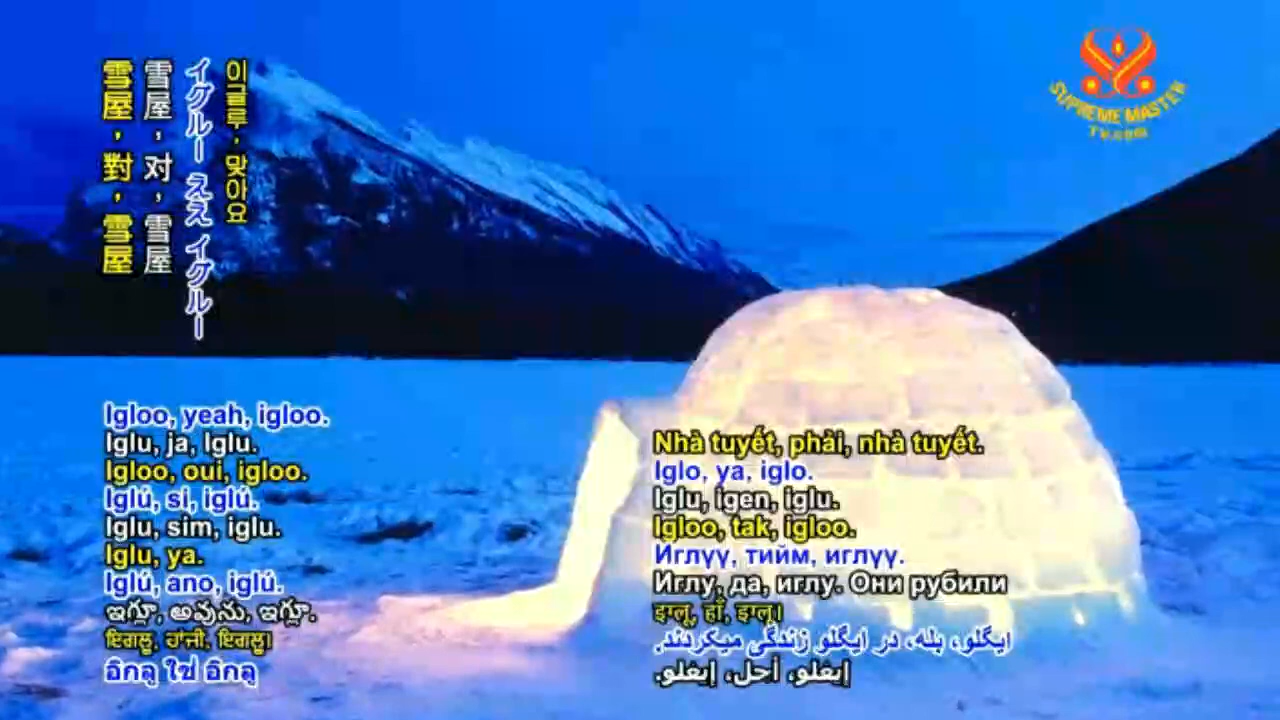 雪屋，對，雪屋
雪屋，对，雪屋
イグルー ええ イグルー
이글루, 맞아요
SUPREME MASTER
TV.com
Igloo, yeah, igloo.
Iglu, ja, Iglu.
Igloo, oui, igloo.
Iglú, si, iglú.
Iglu, sim, iglu.
Iglu, ya.
Iglú, ano, iglú.
ఇగ్లూ, అవును, ఇగ్లూ.
ਇਗਲੂ, ਹਾਂਜੀ, ਇਗਲੂ।
อิกลู ใช่ อิกลู
Nhà tuyết, phải, nhà tuyết.
Iglo, ya, iglo.
Iglu, igen, iglu.
Igloo, tak, igloo.
Иглүү, тийм, иглүү.
Иглу, да, иглу. Они рубили
इग्लू, हाँ, इग्लू।
ایگلو، بله، در ایگلو زندگی میکردند.
إيغلو، أجل، إيغلو.